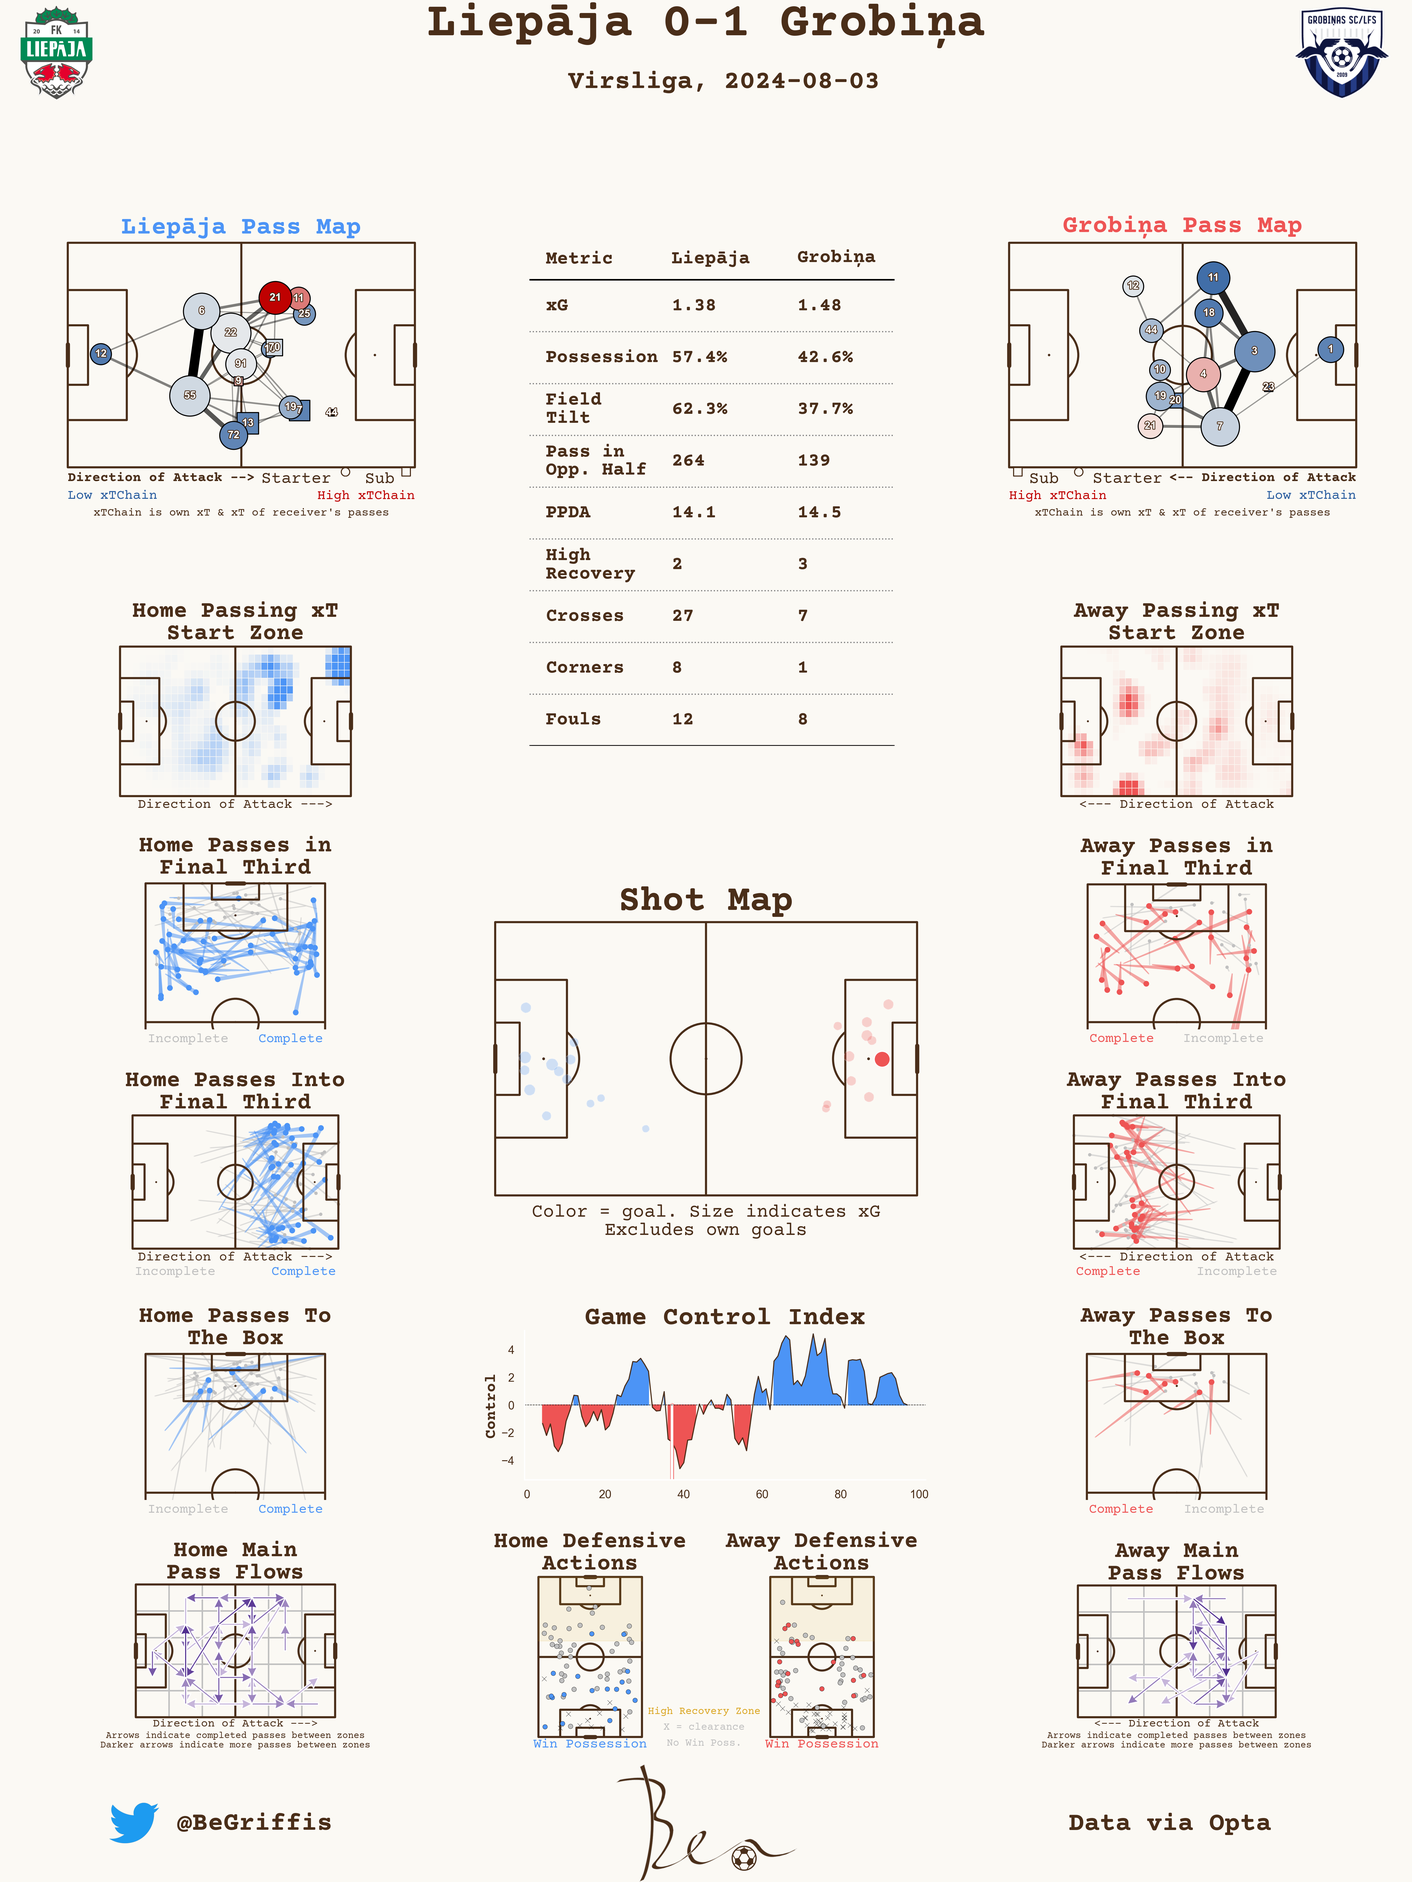 Liepāja 0-1 Grobiņa
Virsliga, 2024-08-03
20 FK 14
LIEPĀJA
GROBIŅAS SC/LFS
2009
Liepāja Pass Map
12
6
55
72
22
91
21
11
25
70
9
13
19
7
44
Direction of Attack --> Starter Sub
Low xTChain High xTChain
xTChain is own xT & xT of receiver's passes
Metric Liepāja Grobiņa
xG 1.38 1.48
Possession 57.4% 42.6%
Field
Tilt 62.3% 37.7%
Pass in
Opp. Half 264 139
PPDA 14.1 14.5
High
Recovery 2 3
Crosses 27 7
Corners 8 1
Fouls 12 8
Grobiņa Pass Map
12
11
18
44
3
1
10
4
23
19
20
21
7
Sub Starter <-- Direction of Attack
High xTChain Low xTChain
xTChain is own xT & xT of receiver's passes
Home Passing xT
Start Zone
Direction of Attack --->
Away Passing xT
Start Zone
<--- Direction of Attack
Home Passes in
Final Third
Incomplete Complete
Away Passes in
Final Third
Complete Incomplete
Shot Map
Color = goal. Size indicates xG
Excludes own goals
Home Passes Into
Final Third
Direction of Attack --->
Incomplete Complete
Away Passes Into
Final Third
<--- Direction of Attack
Complete Incomplete
Home Passes To
The Box
Incomplete Complete
Game Control Index
Control
4
2
0
−2
−4
0 20 40 60 80 100
Away Passes To
The Box
Complete Incomplete
Home Main
Pass Flows
Direction of Attack --->
Arrows indicate completed passes between zones
Darker arrows indicate more passes between zones
Home Defensive
Actions
Win Possession
High Recovery Zone
X = clearance
No Win Poss.
Away Defensive
Actions
Win Possession
Away Main
Pass Flows
<--- Direction of Attack
Arrows indicate completed passes between zones
Darker arrows indicate more passes between zones
@BeGriffis
Ben
Data via Opta